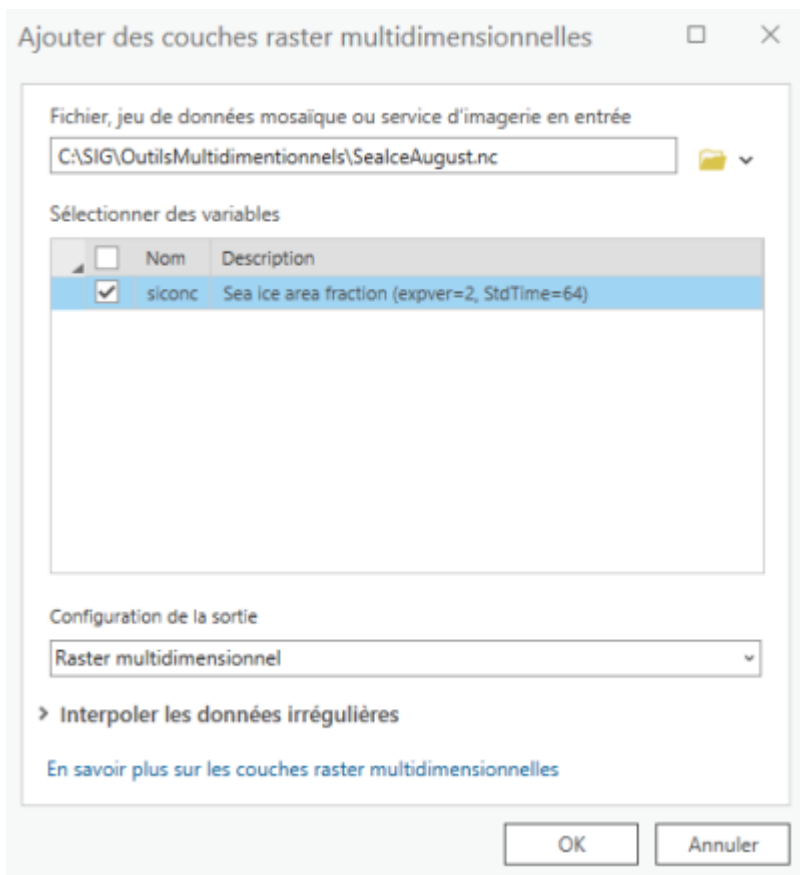 Ajouter des couches raster multidimensionnelles
Fichier, jeu de données mosaïque ou service d'imagerie en entrée
C:\SIG\OutilsMultidimentionnels\SeaIceAugust.nc
Sélectionner des variables
Nom Description
siconc Sea ice area fraction (expver=2, StdTime=64)
Configuration de la sortie
Raster multidimensionnel
Interpoler les données irrégulières
En savoir plus sur les couches raster multidimensionnelles
OK Annuler